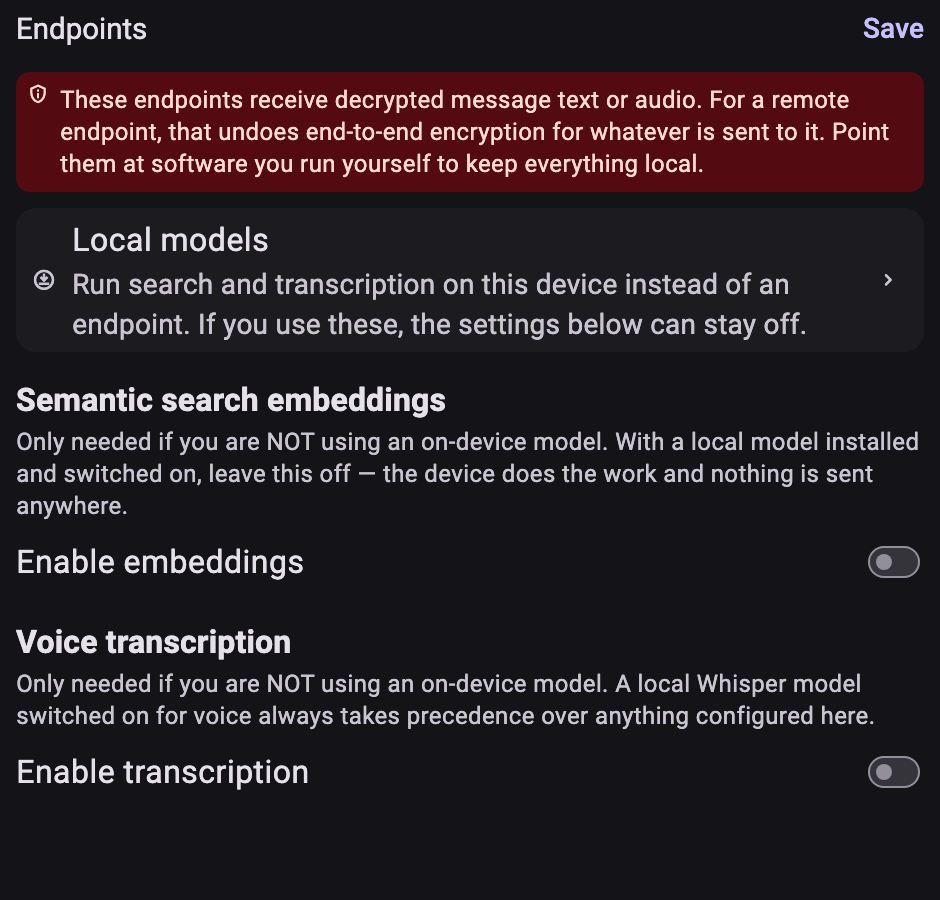 Endpoints
Save
These endpoints receive decrypted message text or audio. For a remote
endpoint, that undoes end-to-end encryption for whatever is sent to it. Point
them at software you run yourself to keep everything local.
Local models
Run search and transcription on this device instead of an
endpoint. If you use these, the settings below can stay off.
Semantic search embeddings
Only needed if you are NOT using an on-device model. With a local model installed
and switched on, leave this off — the device does the work and nothing is sent
anywhere.
Enable embeddings
Voice transcription
Only needed if you are NOT using an on-device model. A local Whisper model
switched on for voice always takes precedence over anything configured here.
Enable transcription